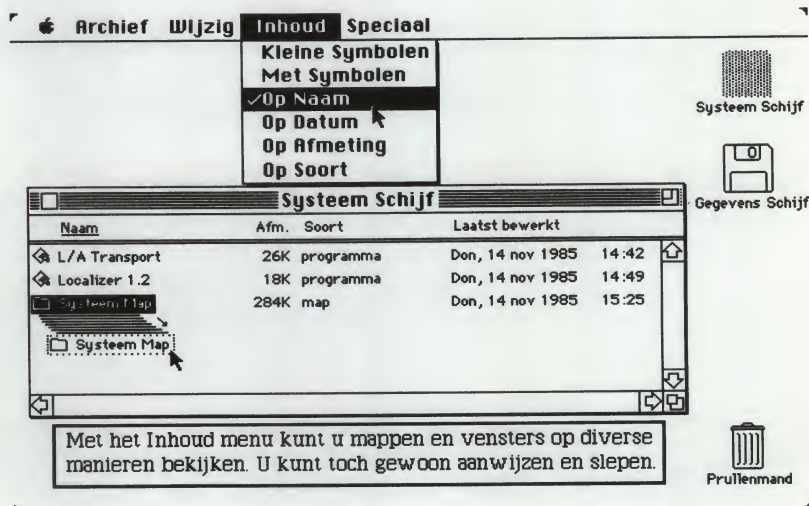 Archief Wijzig Inhoud Speciaal
Kleine Symbolen
Met Symbolen
✓Op Naam
Op Datum
Op Afmeting
Op Soort
Systeem Schijf
Gegevens Schijf
Systeem Schijf
Naam Afm. Soort Laatst bewerkt
L/A Transport 26K programma Don, 14 nov 1985 14:42
Localizer 1.2 18K programma Don, 14 nov 1985 14:49
Systeem Map 284K map Don, 14 nov 1985 15:25
Systeem Map
Met het Inhoud menu kunt u mappen en vensters op diverse
manieren bekijken. U kunt toch gewoon aanwijzen en slepen.
Prullenmand